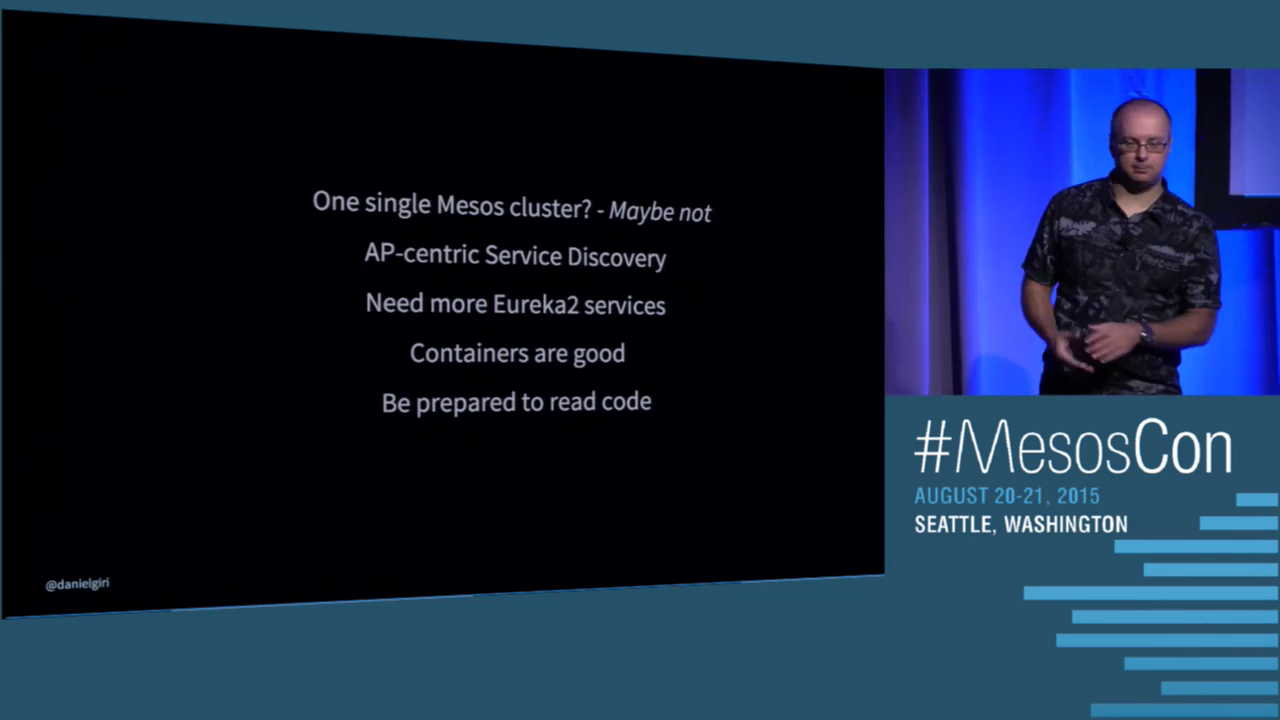 One single Mesos cluster? - Maybe not
AP-centric Service Discovery
Need more Eureka2 services
Containers are good
Be prepared to read code
@danielgiri
#MesosCon
AUGUST 20-21, 2015
SEATTLE, WASHINGTON